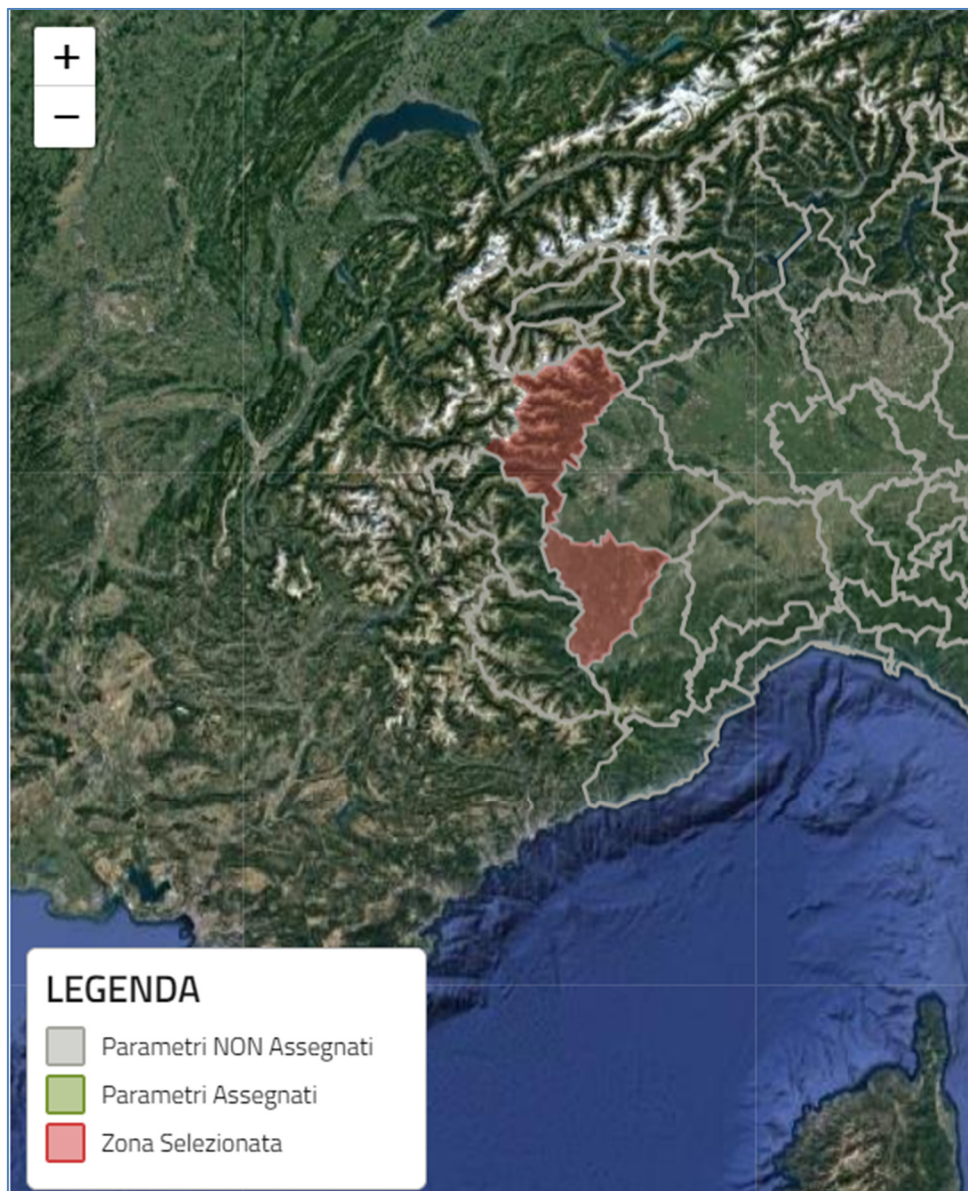 +
−
LEGENDA
Parametri NON Assegnati
Parametri Assegnati
Zona Selezionata